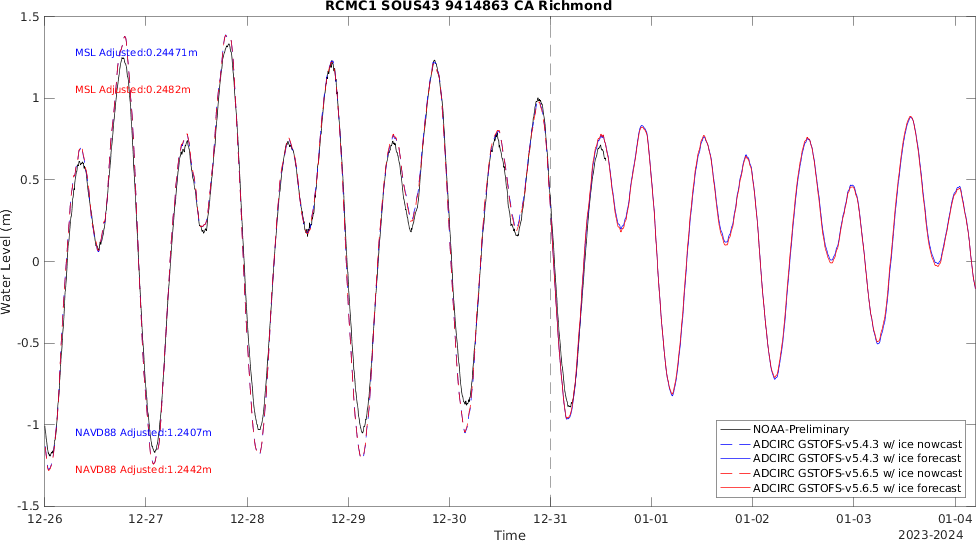 RCMC1 SOUS43 9414863 CA Richmond
1.5
1
0.5
0
-0.5
-1
-1.5
Water Level (m)
MSL Adjusted:0.24471m
MSL Adjusted:0.2482m
NAVD88 Adjusted:1.2407m
NAVD88 Adjusted:1.2442m
NOAA-Preliminary
ADCIRC GSTOFS-v5.4.3 w/ ice nowcast
ADCIRC GSTOFS-v5.4.3 w/ ice forecast
ADCIRC GSTOFS-v5.6.5 w/ ice nowcast
ADCIRC GSTOFS-v5.6.5 w/ ice forecast
12-26 12-27 12-28 12-29 12-30 12-31 01-01 01-02 01-03 01-04
Time
2023-2024